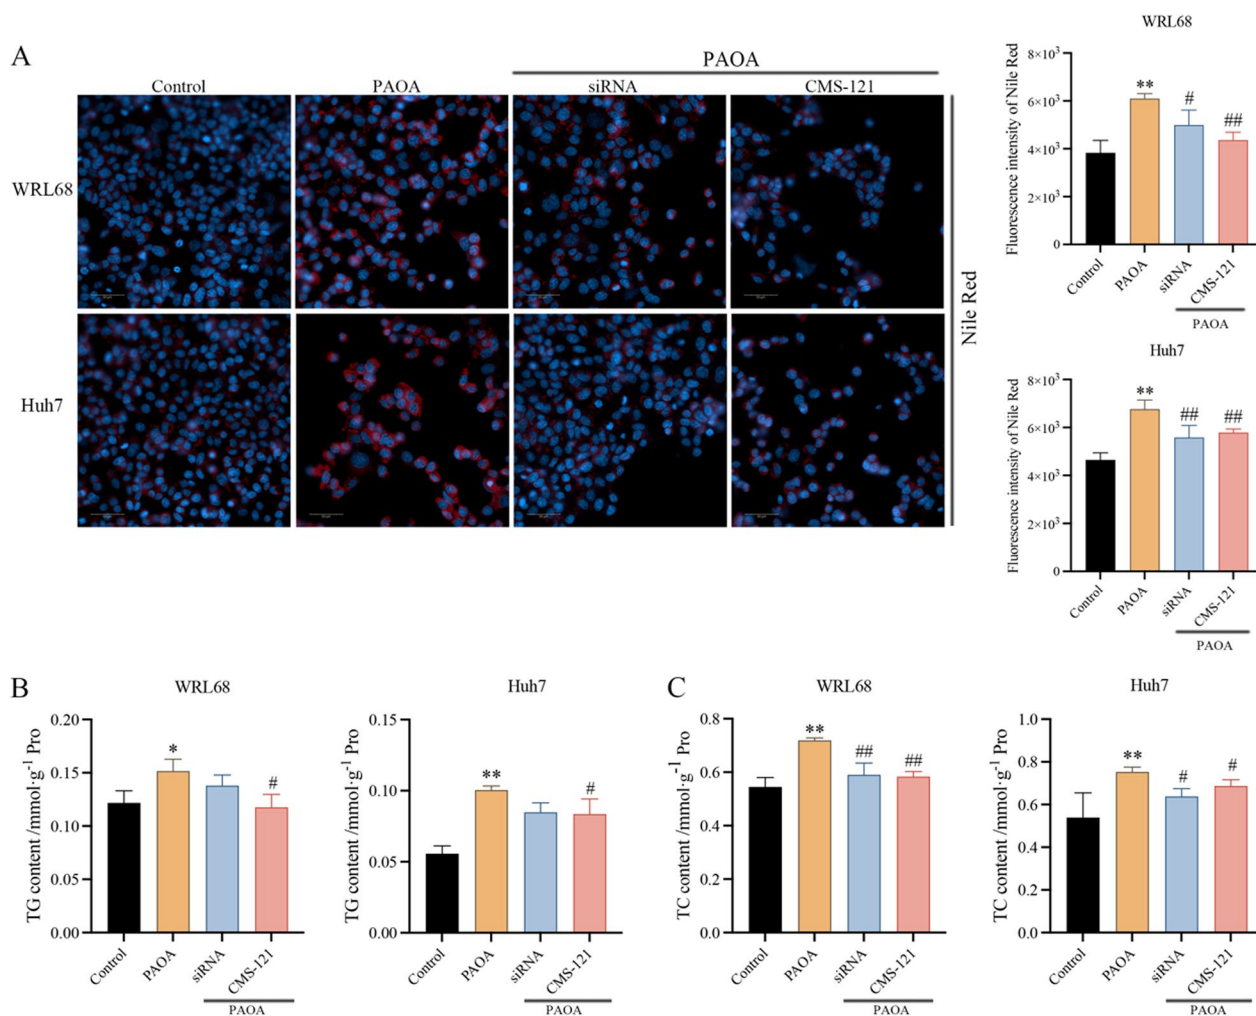 A
PAOA
Control PAOA siRNA CMS-121
WRL68
Huh7
Nile Red
WRL68
Fluorescence intensity of Nile Red
8×10³
6×10³
4×10³
2×10³
0
** # ##
Control PAOA siRNA CMS-121
PAOA
Huh7
Fluorescence intensity of Nile Red
8×10³
6×10³
4×10³
2×10³
0
** ## ##
Control PAOA siRNA CMS-121
PAOA
B
WRL68
TG content /mmol·g⁻¹ Pro
0.20
0.15
0.10
0.05
0.00
* #
Control PAOA siRNA CMS-121
PAOA
Huh7
TG content /mmol·g⁻¹ Pro
0.15
0.10
0.05
0.00
** #
Control PAOA siRNA CMS-121
PAOA
C
WRL68
TC content /mmol·g⁻¹ Pro
0.8
0.6
0.4
0.2
0.0
** ## ##
Control PAOA siRNA CMS-121
PAOA
Huh7
TC content /mmol·g⁻¹ Pro
1.0
0.8
0.6
0.4
0.2
0.0
** # #
Control PAOA siRNA CMS-121
PAOA